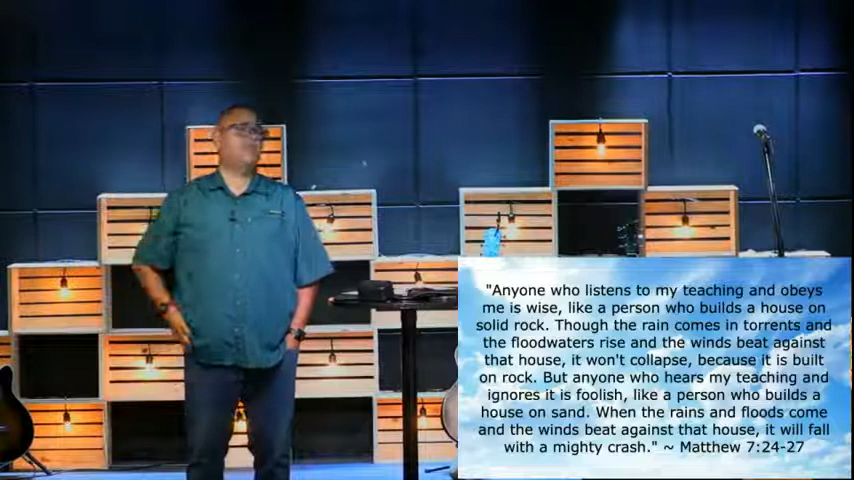 "Anyone who listens to my teaching and obeys
me is wise, like a person who builds a house on
solid rock. Though the rain comes in torrents and
the floodwaters rise and the winds beat against
that house, it won't collapse, because it is built
on rock. But anyone who hears my teaching and
ignores it is foolish, like a person who builds a
house on sand. When the rains and floods come
and the winds beat against that house, it will fall
with a mighty crash." ~ Matthew 7:24-27